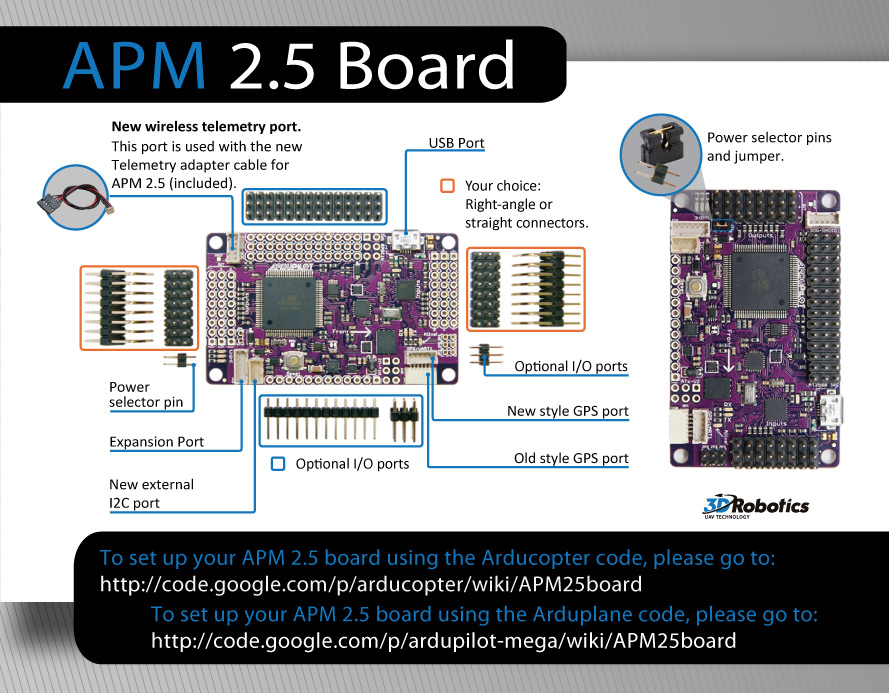 APM 2.5 Board
New wireless telemetry port.
This port is used with the new
Telemetry adapter cable for
APM 2.5 (included).
USB Port
Your choice:
Right-angle or
straight connectors.
Power selector pins
and jumper.
Outputs
Front
Power
selector pin
Expansion Port
New external
I2C port
Optional I/O ports
Optional I/O ports
New style GPS port
Old style GPS port
Inputs
3DRobotics
UAV TECHNOLOGY
To set up your APM 2.5 board using the Arducopter code, please go to:
http://code.google.com/p/arducopter/wiki/APM25board
To set up your APM 2.5 board using the Arduplane code, please go to:
http://code.google.com/p/ardupilot-mega/wiki/APM25board